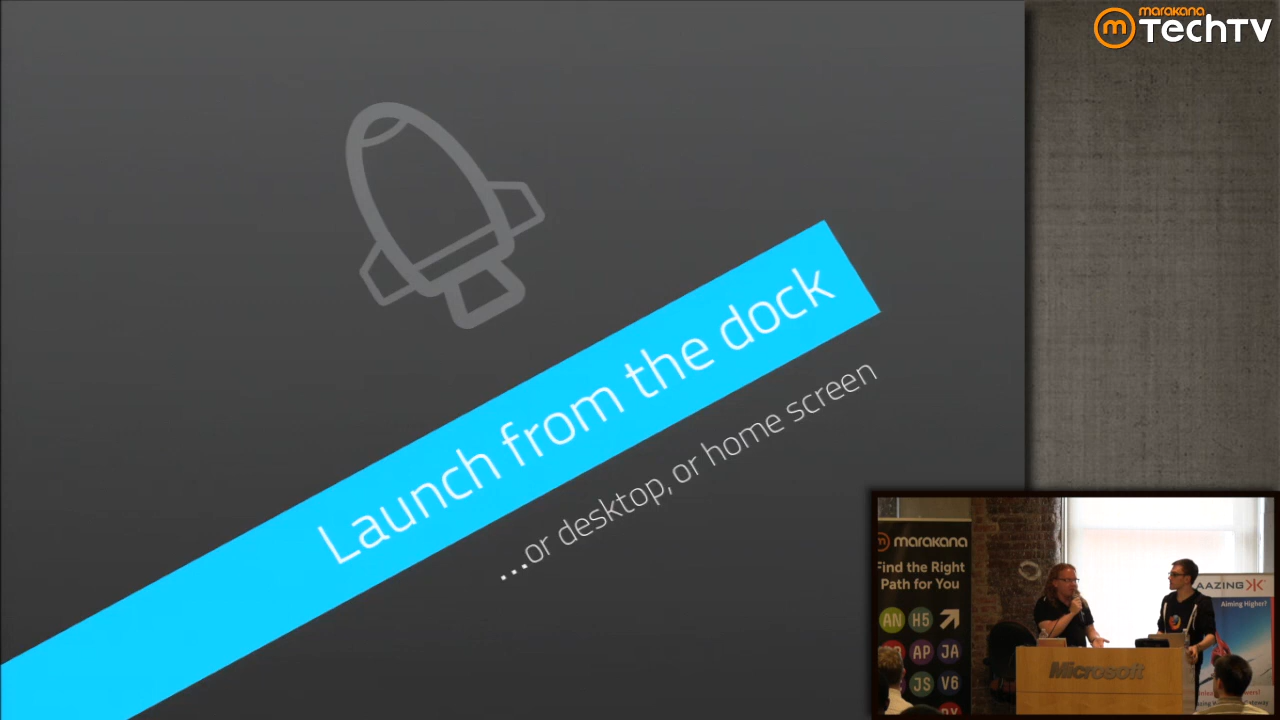 marakana
TechTV
Launch from the dock
...or desktop, or home screen
marakana
Find the Right
Path for You
AN H5
AP JA
JS V6
Microsoft
AAZING
Aiming Higher?